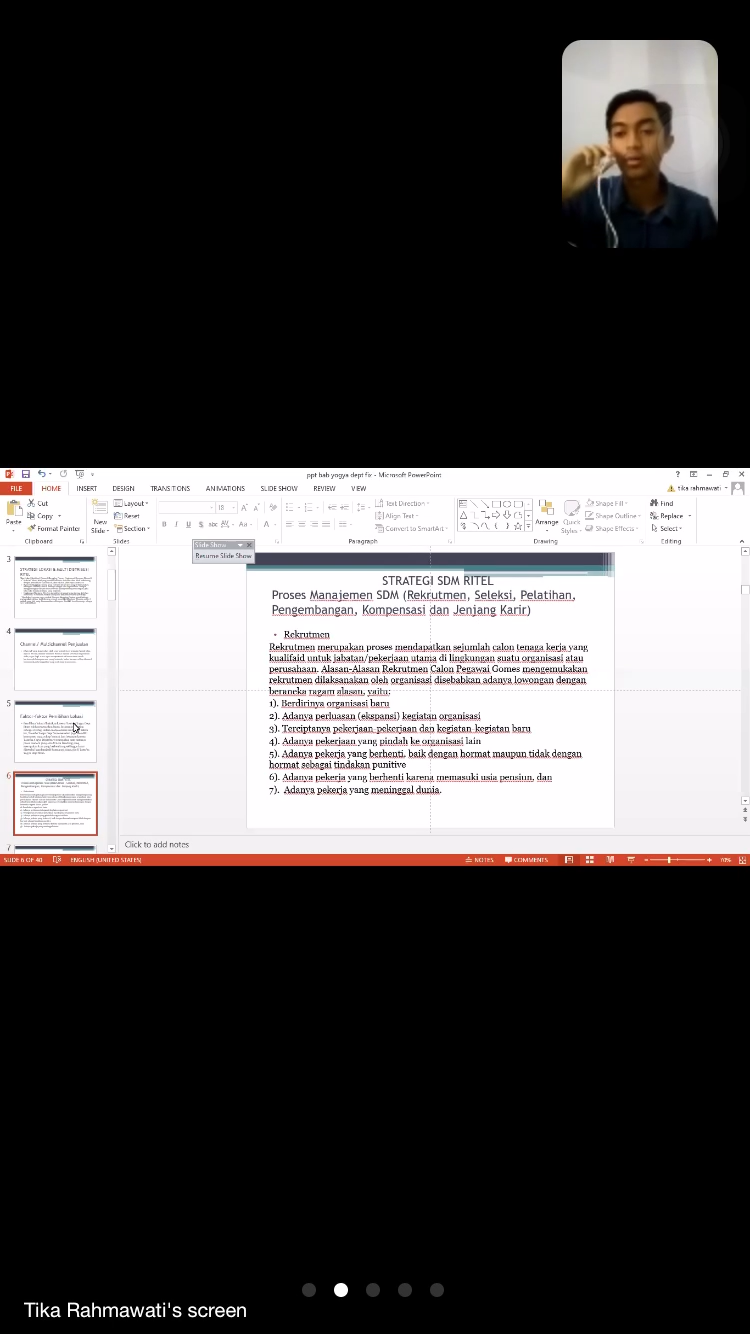 ppt bab yogya dept fix - Microsoft PowerPoint
FILE HOME INSERT DESIGN TRANSITIONS ANIMATIONS SLIDE SHOW REVIEW VIEW tika rahmawati
Paste
Cut
Copy
Format Painter
New Slide
Layout
Reset
Section
Text Direction
Align Text
Convert to SmartArt
Arrange
Quick Styles
Shape Fill
Shape Outline
Shape Effects
Find
Replace
Select
Clipboard Slides Paragraph Drawing Editing
Slide Show
Resume Slide Show
3
STRATEGI LOKASI & SALURAN DISTRIBUSI RITEL
4
5
Faktor-Faktor Pemilihan Lokasi
6
7
STRATEGI SDM RITEL
Proses Manajemen SDM (Rekrutmen, Seleksi, Pelatihan,
Pengembangan, Kompensasi dan Jenjang Karir)
• Rekrutmen
Rekrutmen merupakan proses mendapatkan sejumlah calon tenaga kerja yang
kualifaid untuk jabatan/pekerjaan utama di lingkungan suatu organisasi atau
perusahaan. Alasan-Alasan Rekrutmen Calon Pegawai Gomes mengemukakan
rekrutmen dilaksanakan oleh organisasi disebabkan adanya lowongan dengan
beraneka ragam alasan, yaitu:
1). Berdirinya organisasi baru
2). Adanya perluasan (ekspansi) kegiatan organisasi
3). Terciptanya pekerjaan-pekerjaan dan kegiatan-kegiatan baru
4). Adanya pekerjaan yang pindah ke organisasi lain
5). Adanya pekerja yang berhenti, baik dengan hormat maupun tidak dengan
hormat sebagai tindakan punitive
6). Adanya pekerja yang berhenti karena memasuki usia pensiun, dan
7). Adanya pekerja yang meninggal dunia.
Click to add notes
SLIDE 6 OF 40 ENGLISH (UNITED STATES) NOTES COMMENTS 70%
Tika Rahmawati's screen